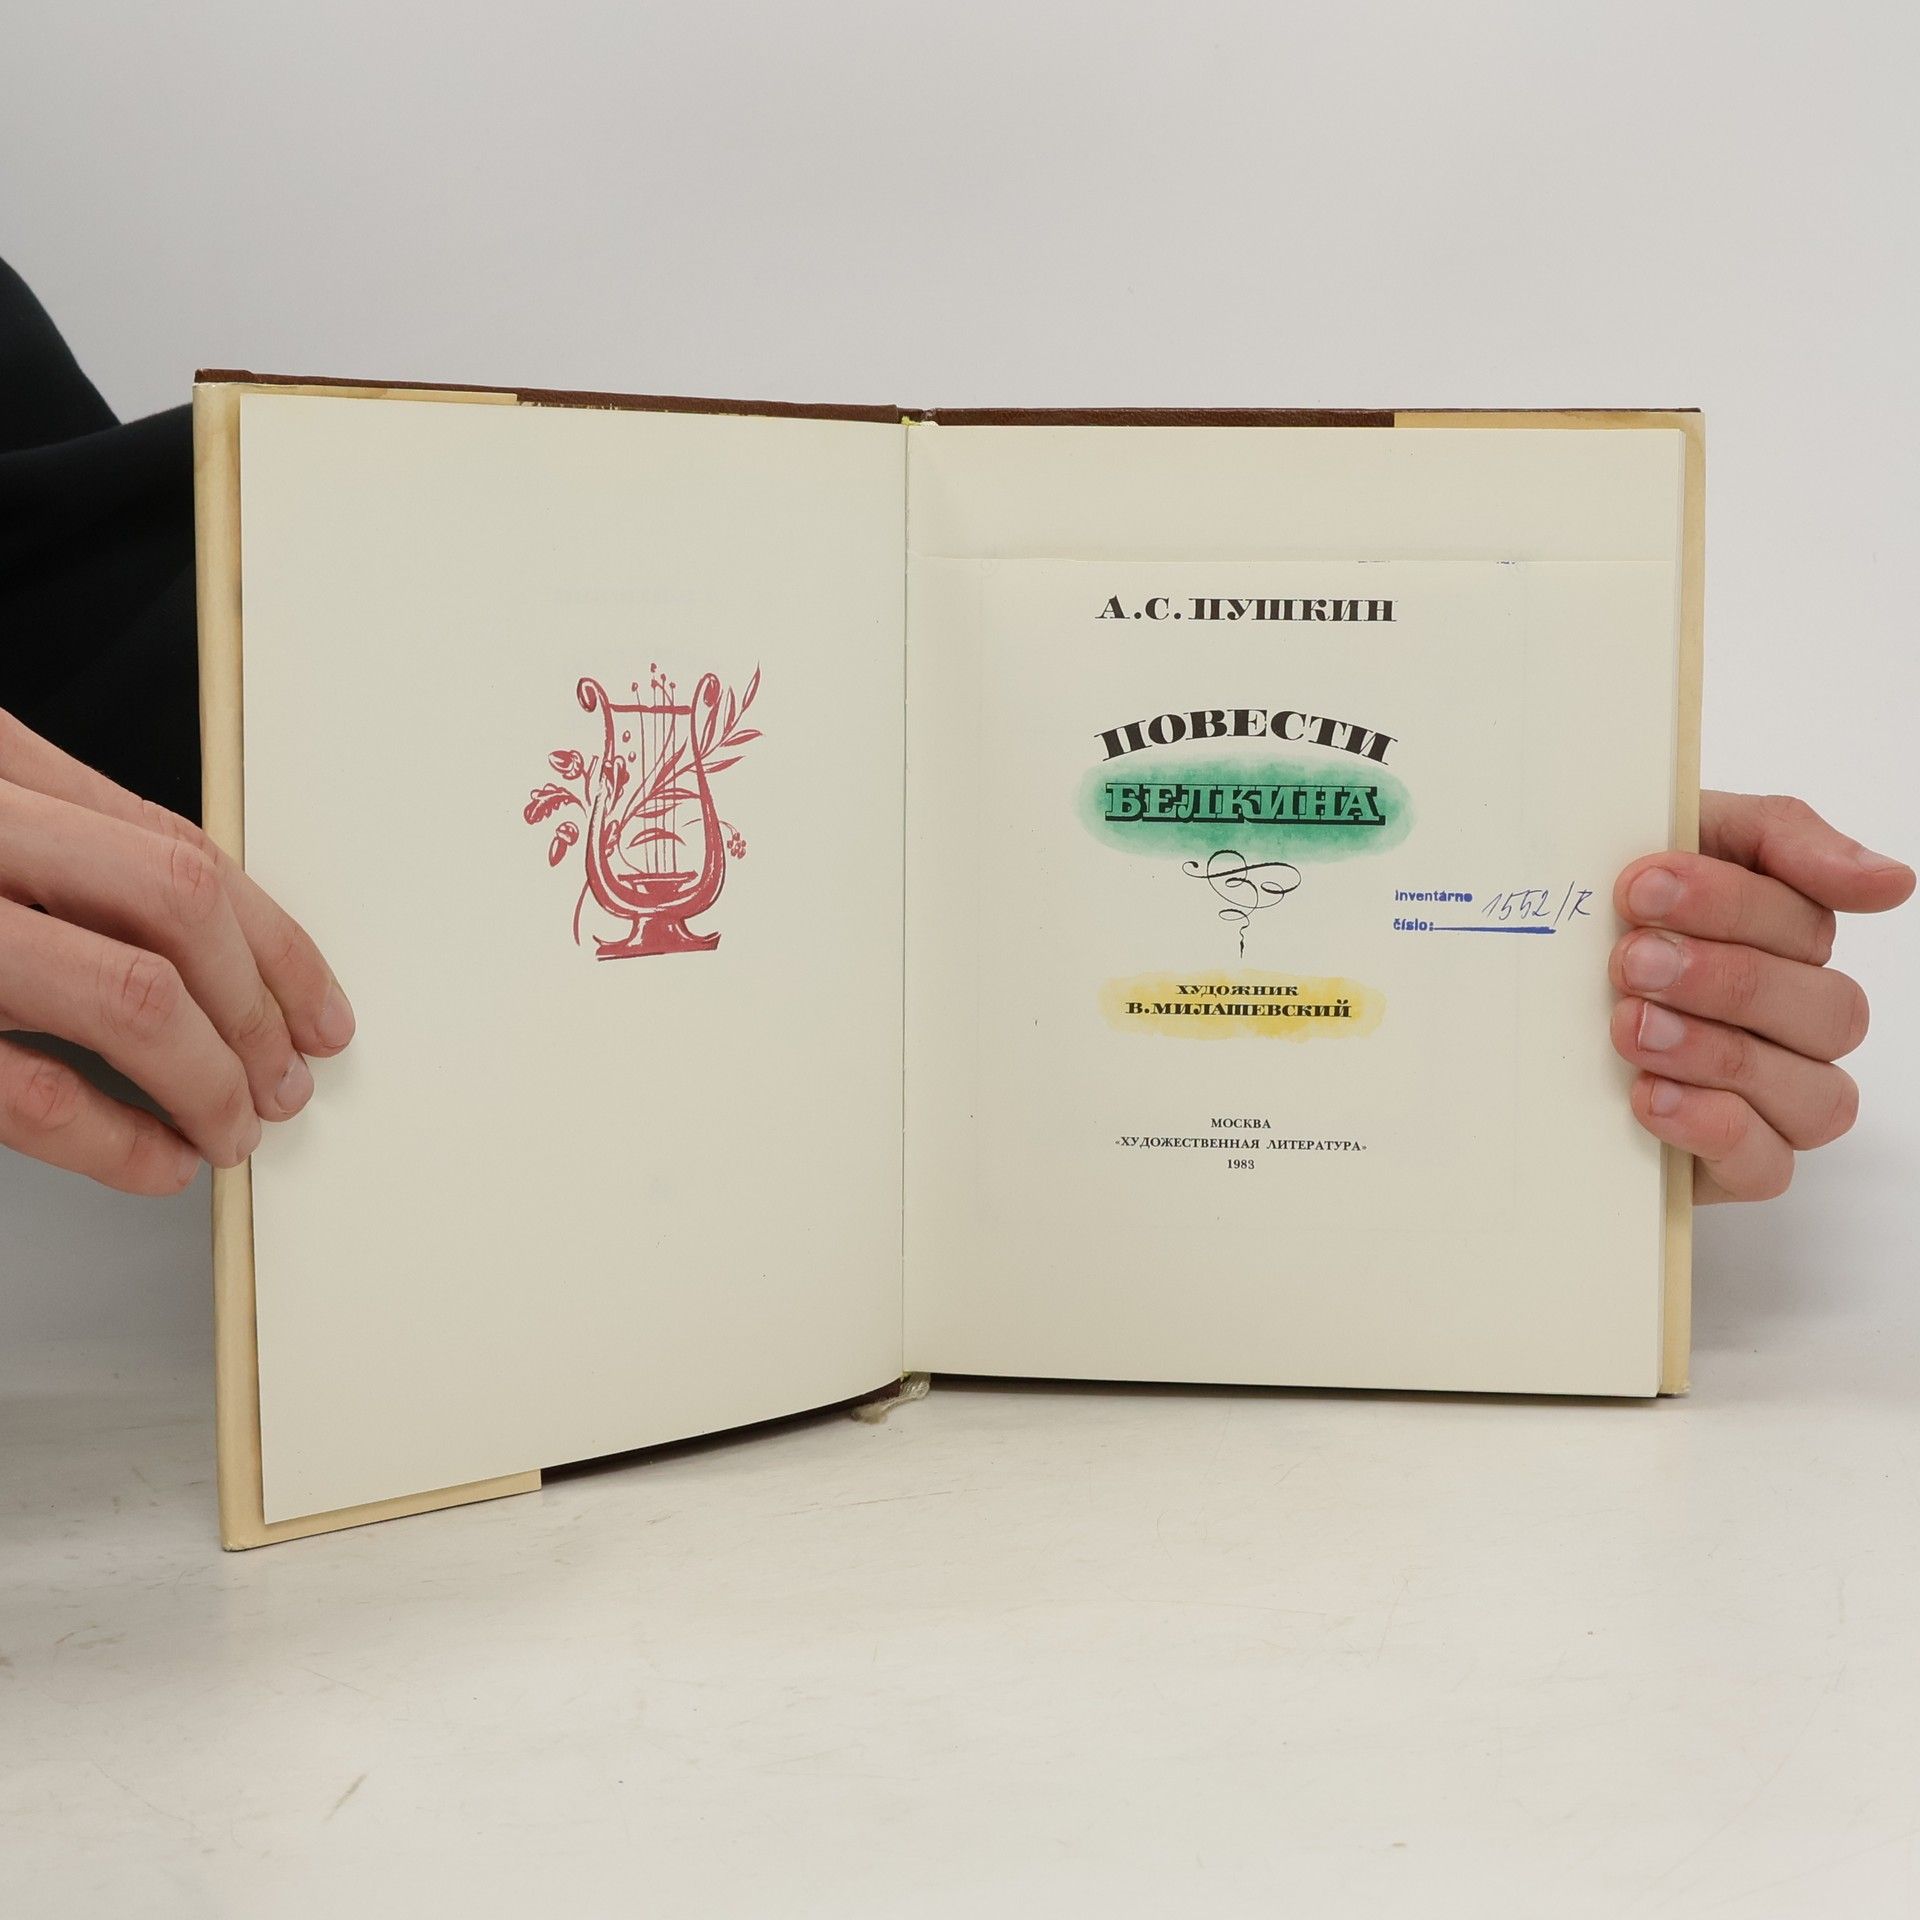 А.С.ПУШКИН
ПОВЕСТИ
БЕЛКИНА
Inventárne 1552/R
číslo:
ХУДОЖНИК
В.МИЛАШЕВСКИЙ
МОСКВА
«ХУДОЖЕСТВЕННАЯ ЛИТЕРАТУРА»
1983